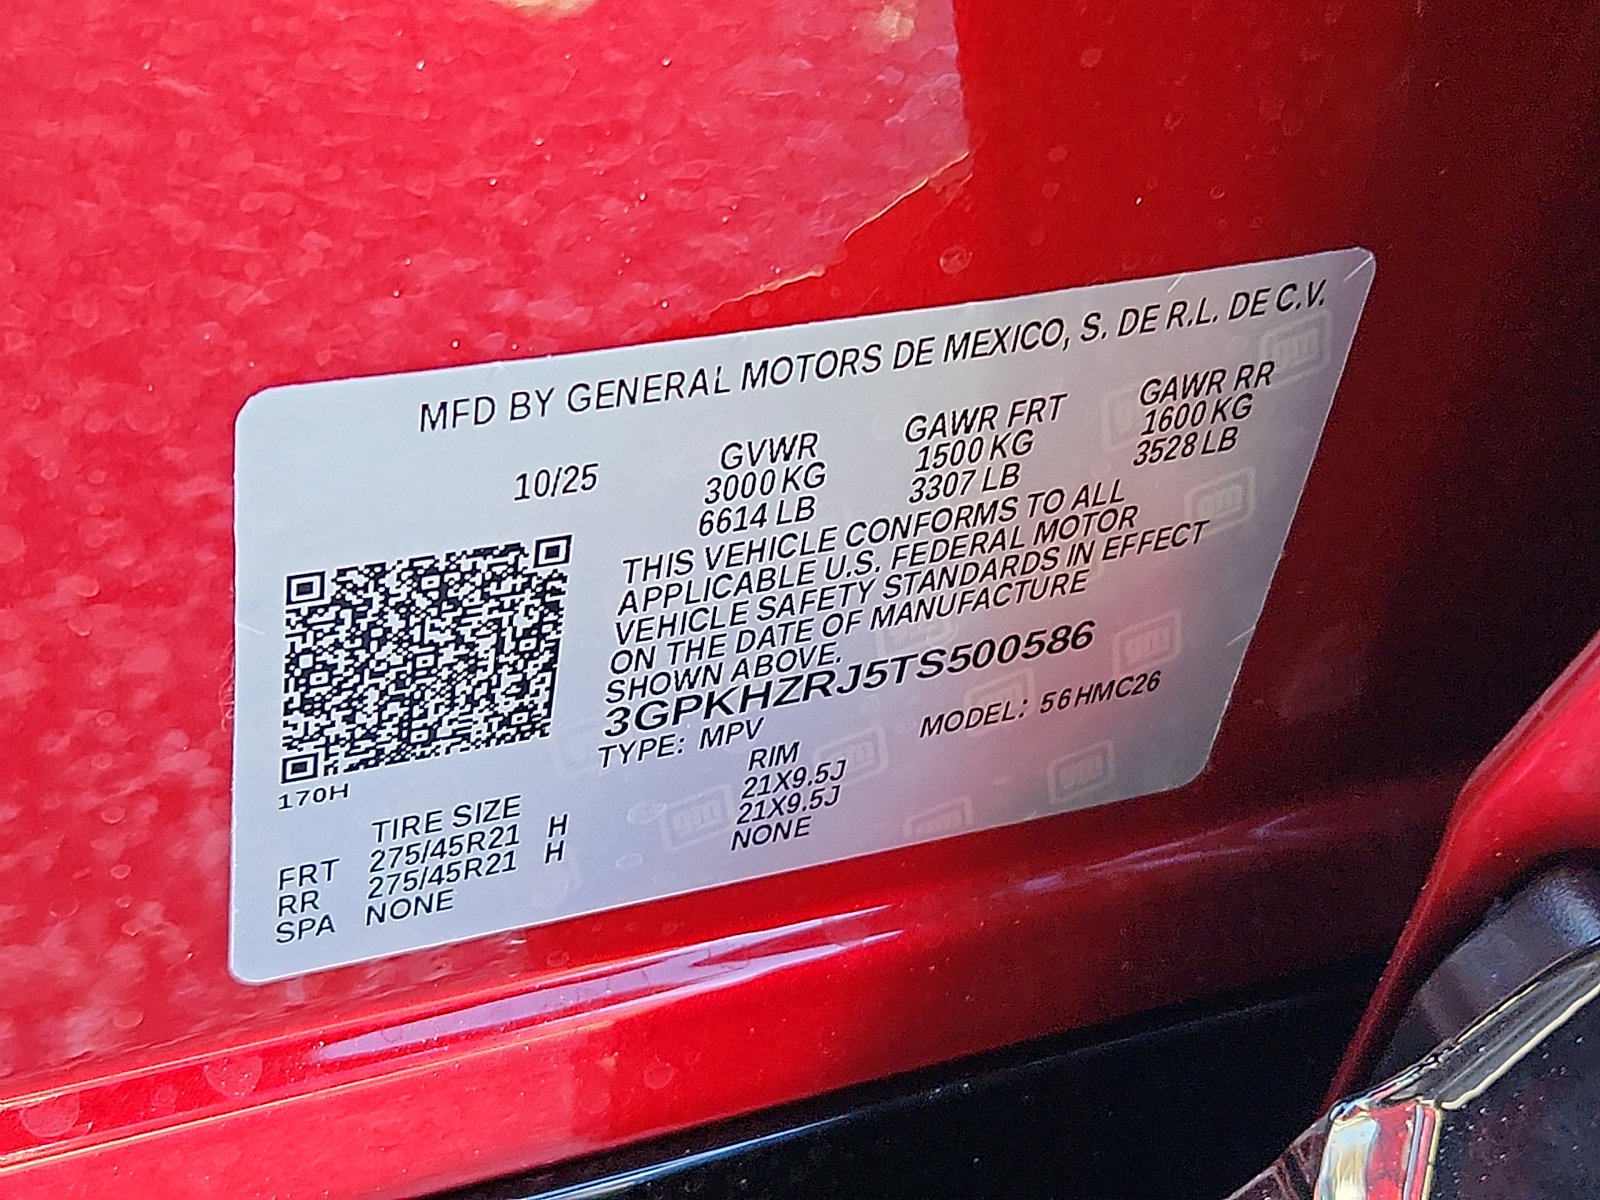 MFD BY GENERAL MOTORS DE MEXICO, S. DE R.L. DE C.V.
10/25 GVWR GAWR FRT GAWR RR
3000 KG 1500 KG 1600 KG
6614 LB 3307 LB 3528 LB
THIS VEHICLE CONFORMS TO ALL
APPLICABLE U.S. FEDERAL MOTOR
VEHICLE SAFETY STANDARDS IN EFFECT
ON THE DATE OF MANUFACTURE
SHOWN ABOVE.
3GPKHZRJ5TS500586
TYPE: MPV MODEL: 56HMC26
170H
TIRE SIZE RIM
FRT 275/45R21 H 21X9.5J
RR 275/45R21 H 21X9.5J
SPA NONE NONE